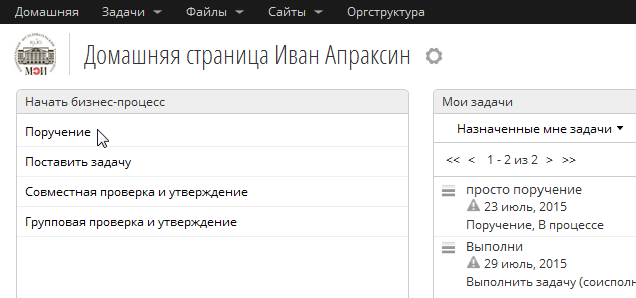 Домашняя Задачи Файлы Сайты Оргструктура
1930
МЭИ
Домашняя страница Иван Апраксин
Начать бизнес-процесс
Поручение
Поставить задачу
Совместная проверка и утверждение
Групповая проверка и утверждение
Мои задачи
Назначенные мне задачи
<< < 1 - 2 из 2 > >>
просто поручение
23 июль, 2015
Поручение, В процессе
Выполни
29 июль, 2015
Выполнить задачу (соисполн